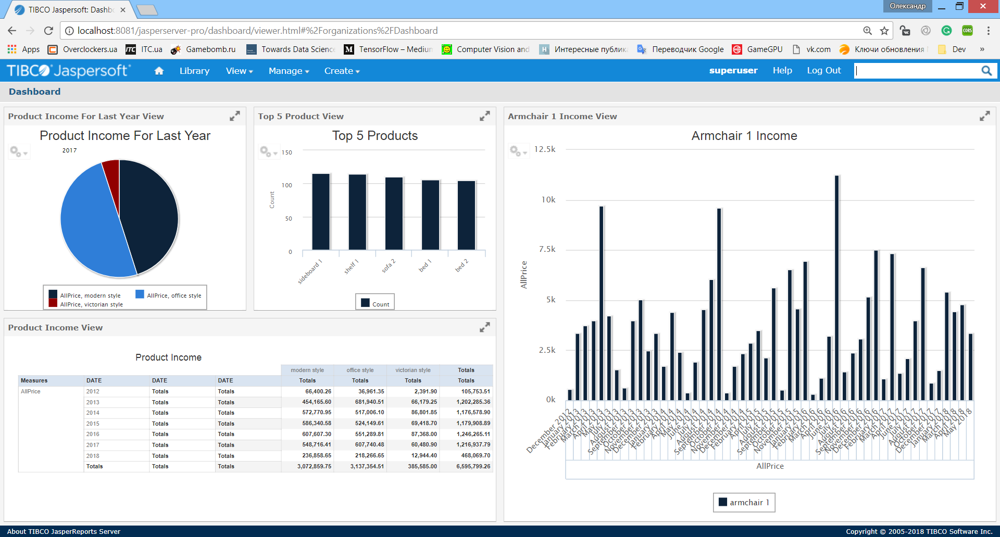 TIBCO Jaspersoft: Dashb
Олександр
localhost:8081/jasperserver-pro/dashboard/viewer.html#%2Forganizations%2FDashboard
Apps Overclockers.ua ITC.ua Gamebomb.ru Towards Data Science TensorFlow – Medium Computer Vision and Интересные публика Переводчик Google GameGPU vk.com Ключи обновления Dev »
TIBCO Jaspersoft® Library View Manage Create superuser Help Log Out
Dashboard
Product Income For Last Year View
Product Income For Last Year
2017
AllPrice, modern style AllPrice, office style
AllPrice, victorian style
Top 5 Product View
Top 5 Products
150
100
50
0
Count
sideboard 1 shelf 1 sofa 2 bed 1 bed 2
Count
Armchair 1 Income View
Armchair 1 Income
12.5k
10k
7.5k
5k
2.5k
0k
AllPrice
December 2012
January 2013
February 2013
March 2013
April 2013
May 2013
July 2013
August 2013
September 2013
October 2013
November 2013
December 2013
January 2014
February 2014
April 2014
May 2014
June 2014
July 2014
August 2014
September 2014
October 2014
November 2014
December 2014
February 2015
April 2015
July 2015
August 2015
September 2015
October 2015
November 2015
January 2016
February 2016
March 2016
April 2016
June 2016
July 2016
August 2016
September 2016
November 2016
December 2016
February 2017
March 2017
April 2017
June 2017
July 2017
August 2017
October 2017
December 2017
January 2018
March 2018
April 2018
May 2018
AllPrice
armchair 1
Product Income View
Product Income
modern style office style victorian style Totals
Measures DATE DATE DATE Totals Totals Totals Totals
AllPrice 2012 Totals Totals 66,400.26 36,961.35 2,391.90 105,753.51
2013 Totals Totals 454,165.60 681,940.51 66,179.25 1,202,285.36
2014 Totals Totals 572,770.95 517,006.10 86,801.85 1,176,578.90
2015 Totals Totals 586,340.58 524,149.61 69,418.70 1,179,908.89
2016 Totals Totals 607,607.30 551,289.81 87,368.00 1,246,265.11
2017 Totals Totals 548,716.41 607,740.48 60,480.90 1,216,937.79
2018 Totals Totals 236,858.65 218,266.65 12,944.40 468,069.70
Totals Totals Totals 3,072,859.75 3,137,354.51 385,585.00 6,595,799.26
About TIBCO JasperReports Server
Copyright © 2005-2018 TIBCO Software Inc.